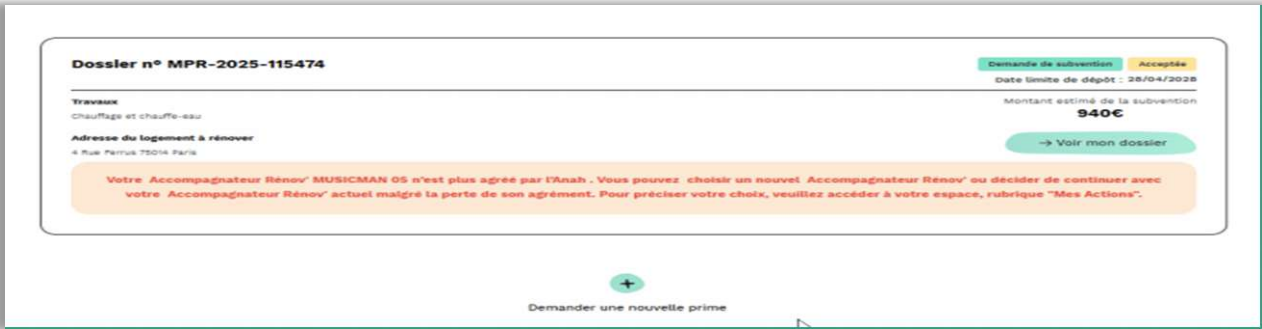 Dossier n° MPR-2025-115474
Demande de subvention Acceptée
Date limite de dépôt : 28/04/2028
Travaux
Chauffage et chauffe-eau
Montant estimé de la subvention
940€
Adresse du logement à rénover
4 Rue Ferrus 75014 Paris
→ Voir mon dossier
Votre Accompagnateur Rénov' MUSICMAN 05 n'est plus agréé par l'Anah . Vous pouvez choisir un nouvel Accompagnateur Rénov' ou décider de continuer avec
votre Accompagnateur Rénov' actuel malgré la perte de son agrément. Pour préciser votre choix, veuillez accéder à votre espace, rubrique "Mes Actions".
+
Demander une nouvelle prime